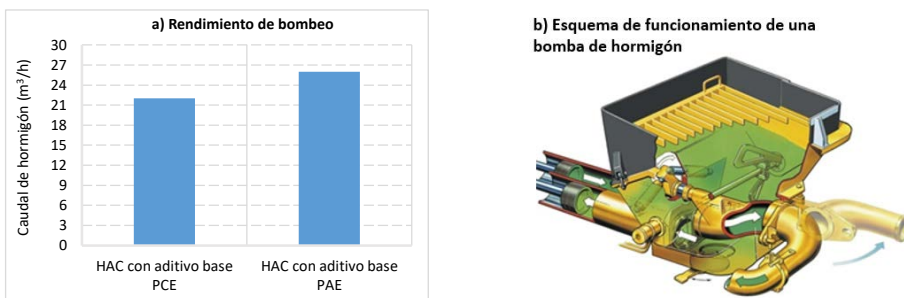 a) Rendimiento de bombeo
Caudal de hormigón (m³/h)
30
27
24
21
18
15
12
9
6
3
0
HAC con aditivo base
PCE
HAC con aditivo base
PAE
b) Esquema de funcionamiento de una
bomba de hormigón